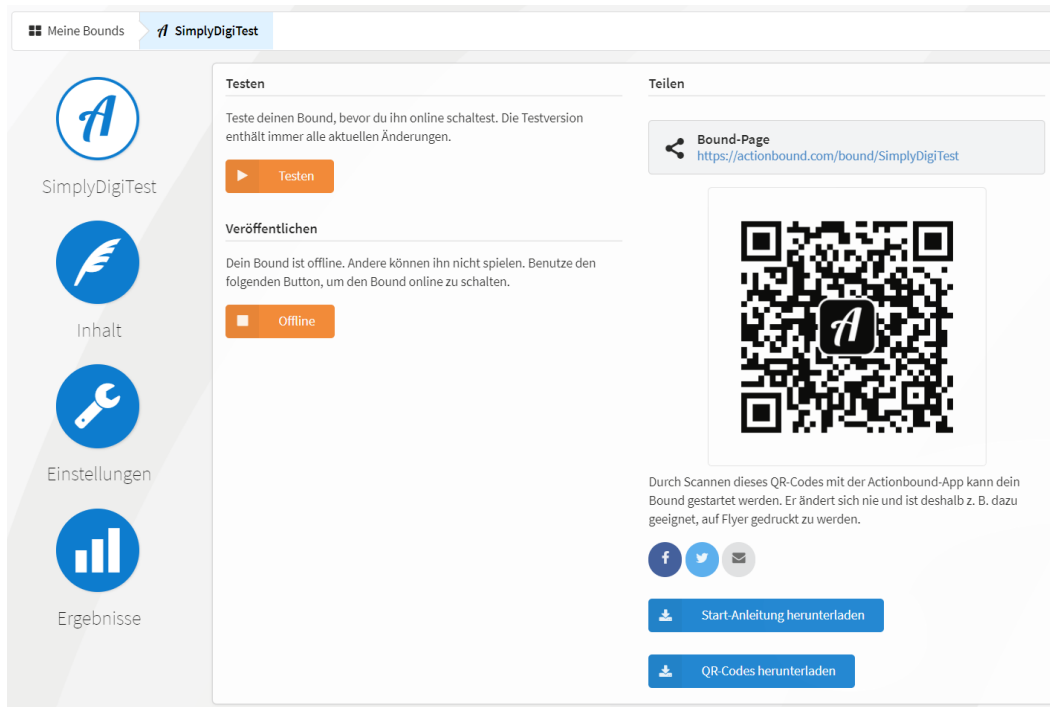 Meine Bounds
A SimplyDigiTest
A
SimplyDigiTest
Inhalt
Einstellungen
Ergebnisse
Testen
Teste deinen Bound, bevor du ihn online schaltest. Die Testversion
enthält immer alle aktuellen Änderungen.
Testen
Veröffentlichen
Dein Bound ist offline. Andere können ihn nicht spielen. Benutze den
folgenden Button, um den Bound online zu schalten.
Offline
Teilen
Bound-Page
https://actionbound.com/bound/SimplyDigiTest
A
Durch Scannen dieses QR-Codes mit der Actionbound-App kann dein
Bound gestartet werden. Er ändert sich nie und ist deshalb z. B. dazu
geeignet, auf Flyer gedruckt zu werden.
f
Start-Anleitung herunterladen
QR-Codes herunterladen